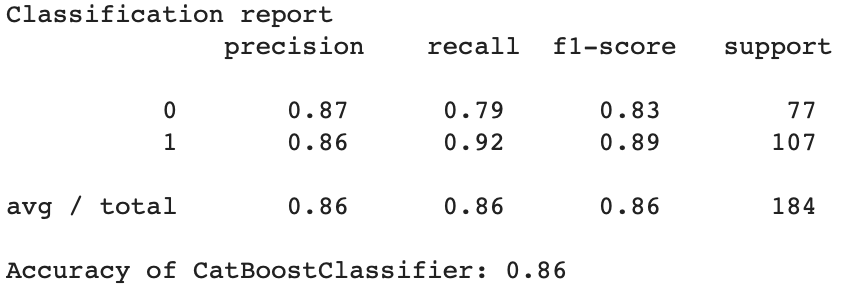 Classification report
precision recall f1-score support
0 0.87 0.79 0.83 77
1 0.86 0.92 0.89 107
avg / total 0.86 0.86 0.86 184
Accuracy of CatBoostClassifier: 0.86